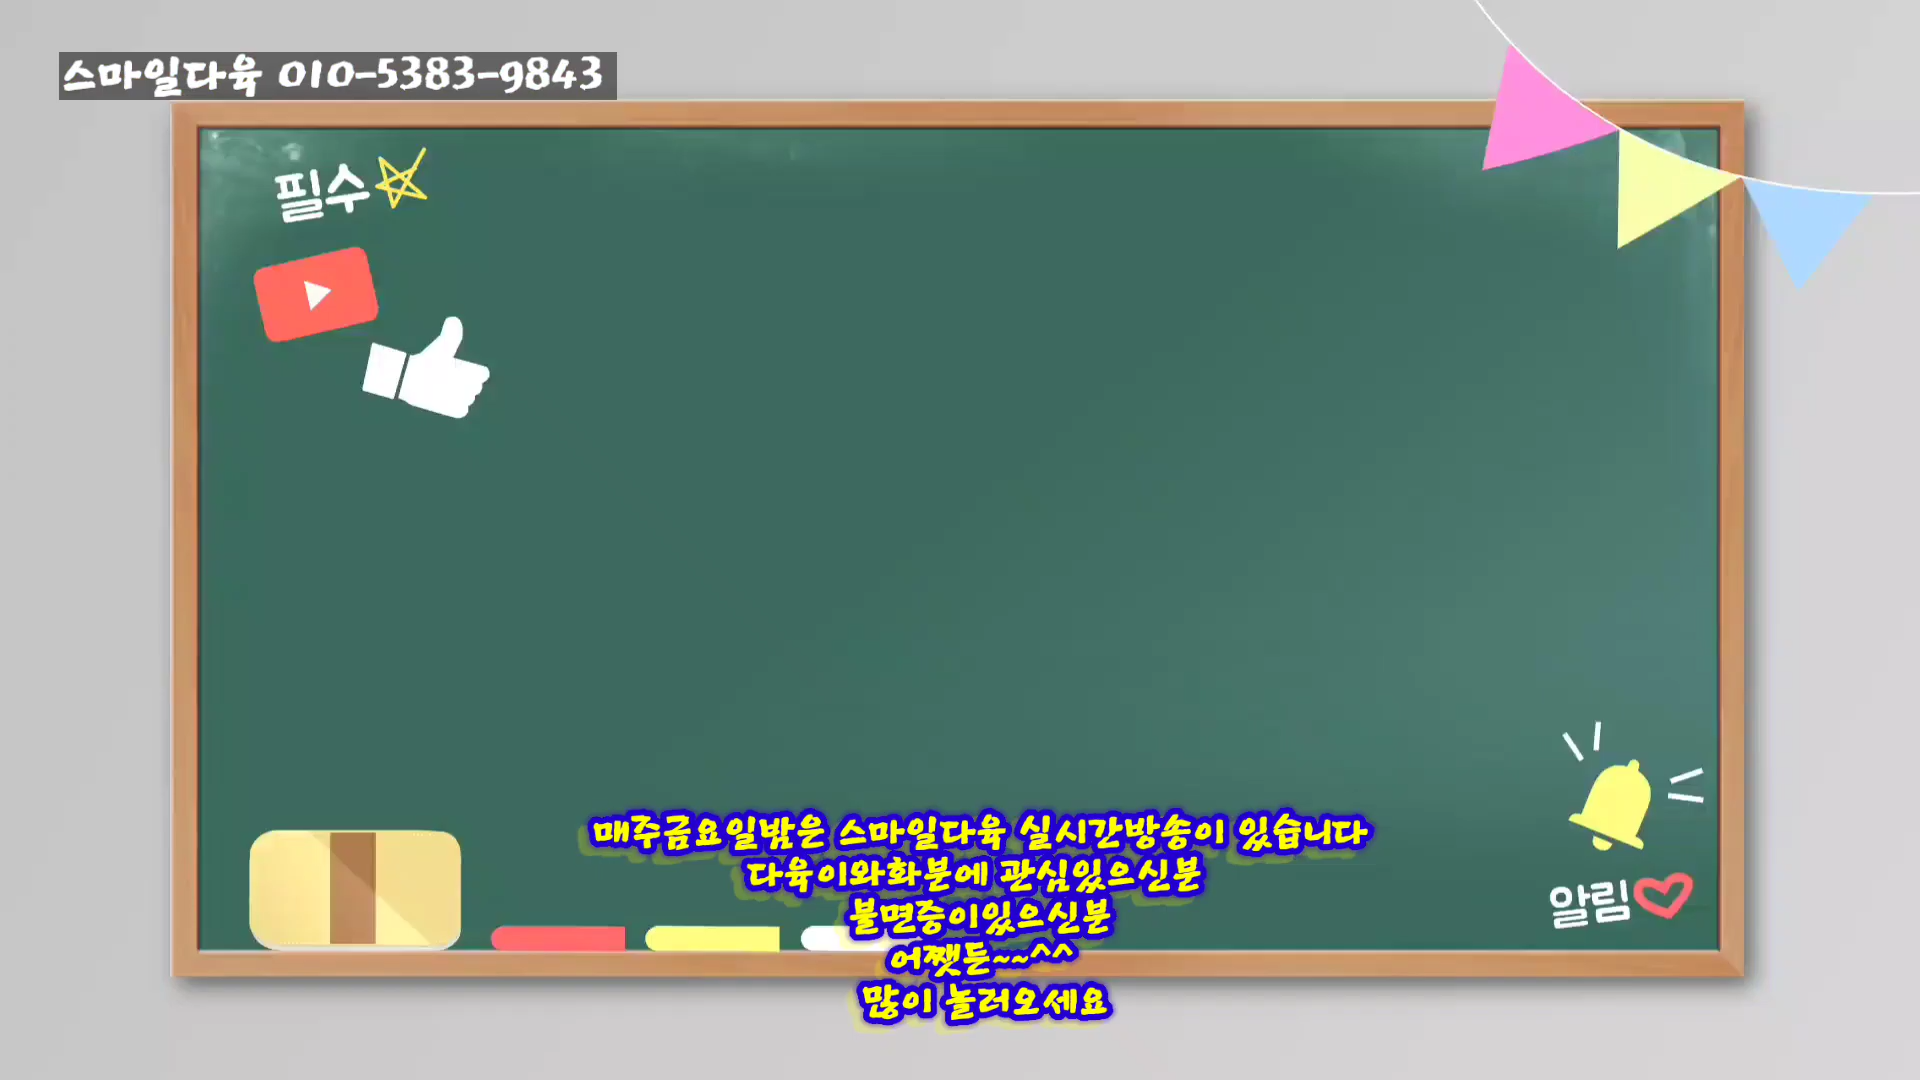 스마일다육 010-5383-9843
필수
매주금요일밤은 스마일다육 실시간방송이 있습니다
다육이와화분에 관심있으신분
불면증이있으신분
알림
어쨋든~~^^
많이 놀러오세요